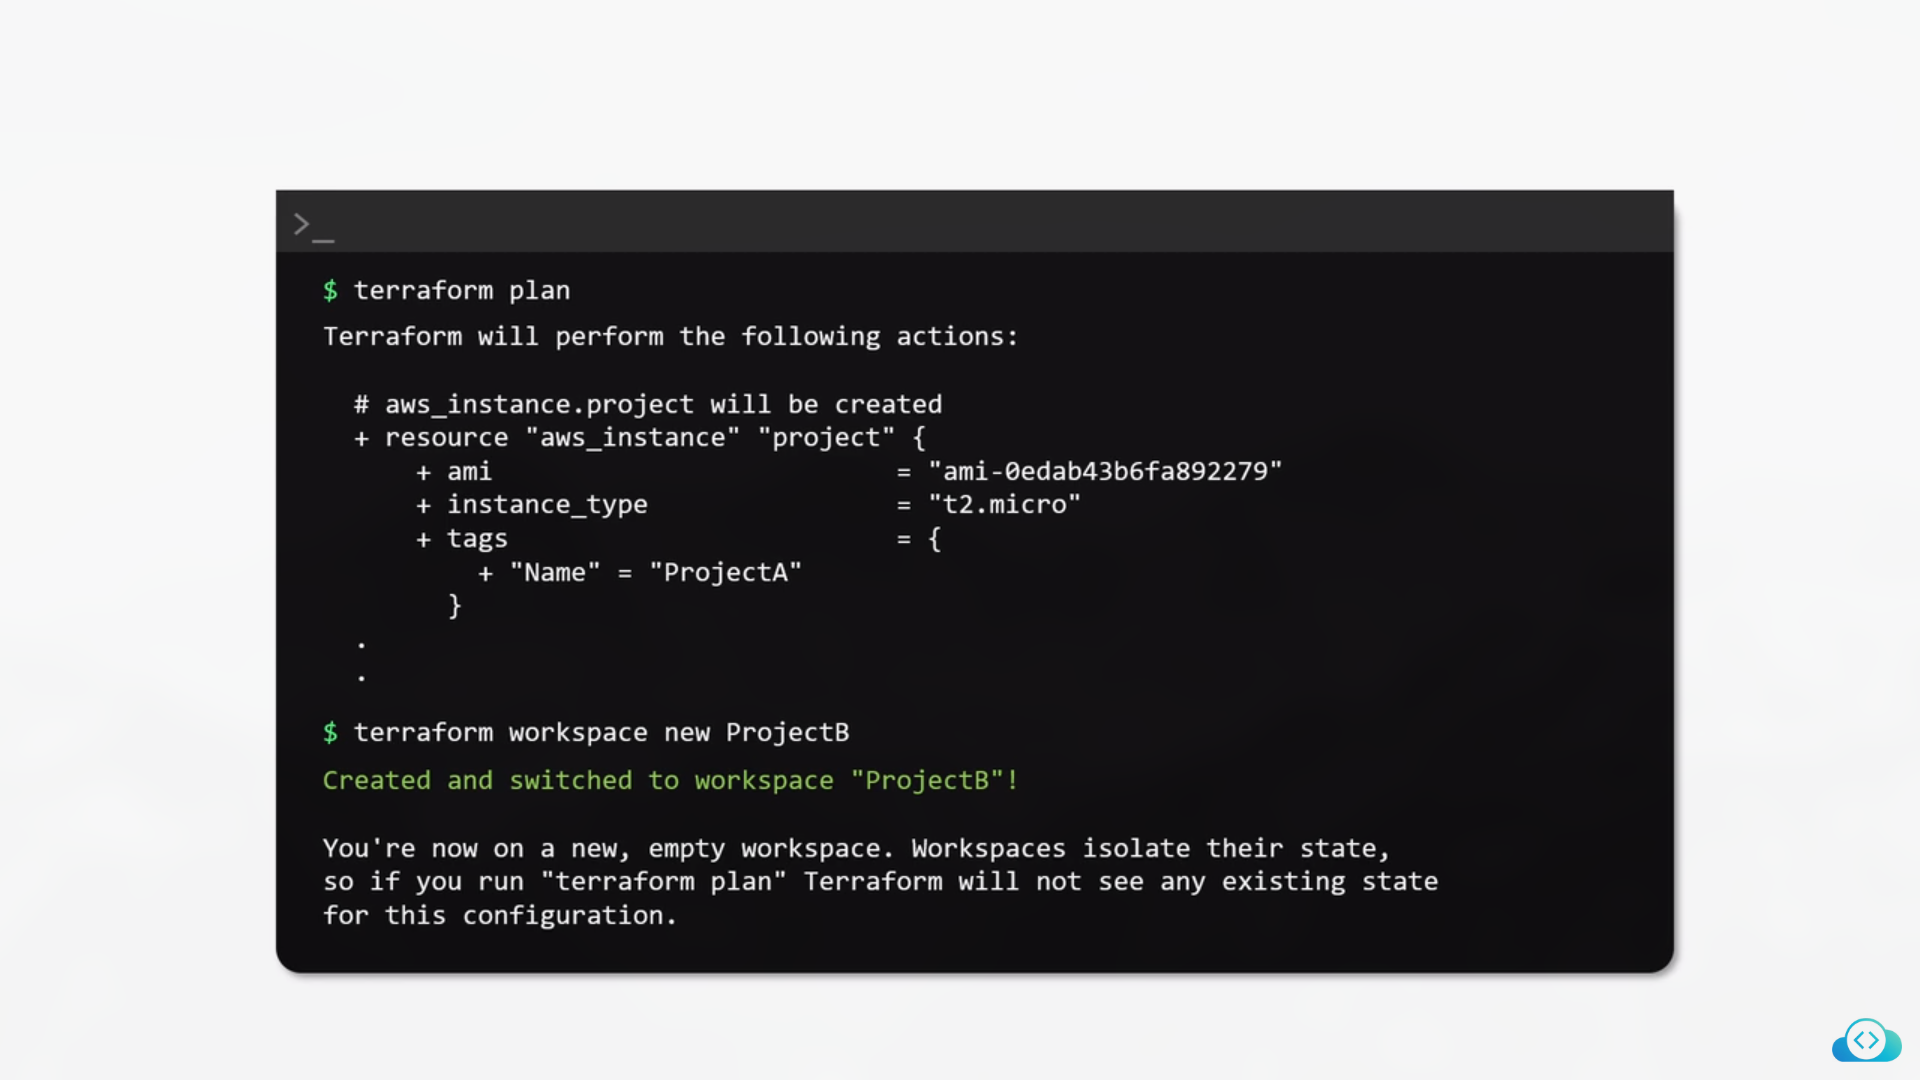 >_
$ terraform plan
Terraform will perform the following actions:
# aws_instance.project will be created
+ resource "aws_instance" "project" {
+ ami = "ami-0edab43b6fa892279"
+ instance_type = "t2.micro"
+ tags = {
+ "Name" = "ProjectA"
}
.
.
$ terraform workspace new ProjectB
Created and switched to workspace "ProjectB"!
You're now on a new, empty workspace. Workspaces isolate their state,
so if you run "terraform plan" Terraform will not see any existing state
for this configuration.